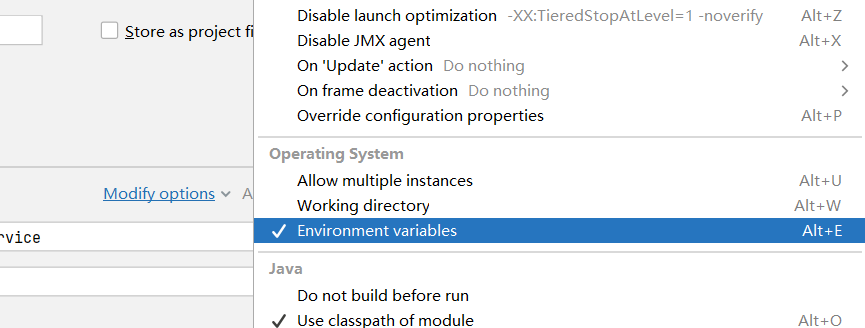 Disable launch optimization -XX:TieredStopAtLevel=1 -noverify Alt+Z
Store as project fi
Disable JMX agent Alt+X
On 'Update' action Do nothing
On frame deactivation Do nothing
Override configuration properties Alt+P
Operating System
Allow multiple instances Alt+U
Modify options A
Working directory Alt+W
rvice
Environment variables Alt+E
Java
Do not build before run
Use classpath of module Alt+O